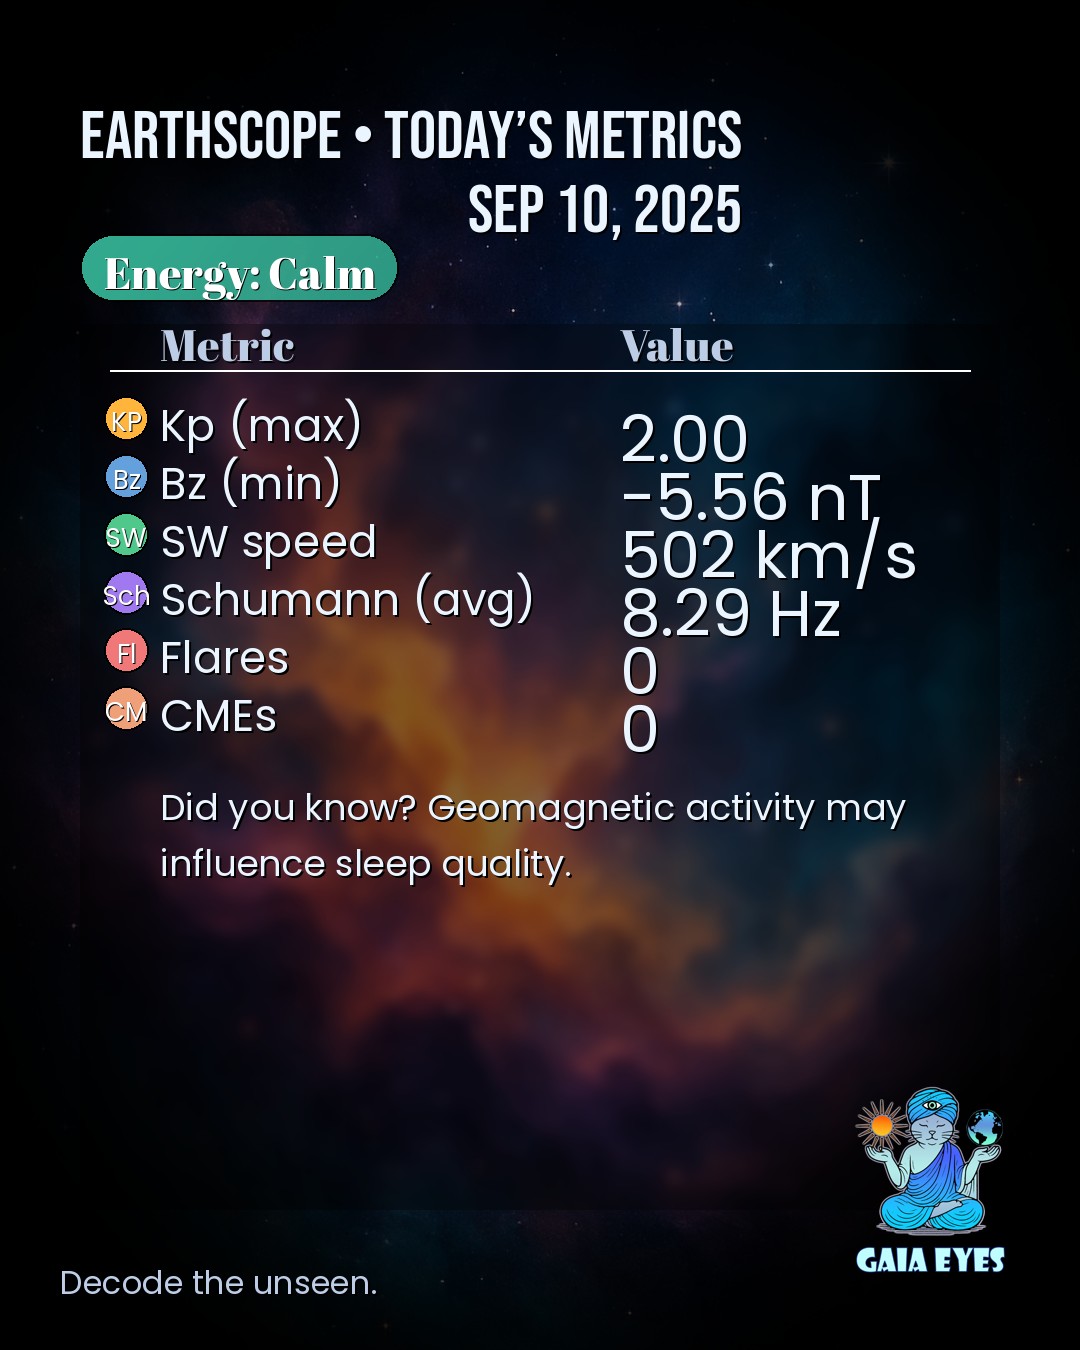 EARTHSCOPE • TODAY’S METRICS
SEP 10, 2025
Energy: Calm
Metric Value
KP Kp (max) 2.00
Bz Bz (min) -5.56 nT
SW SW speed 502 km/s
Sch Schumann (avg) 8.29 Hz
Fl Flares 0
CM CMEs 0
Did you know? Geomagnetic activity may
influence sleep quality.
GAIA EYES
Decode the unseen.